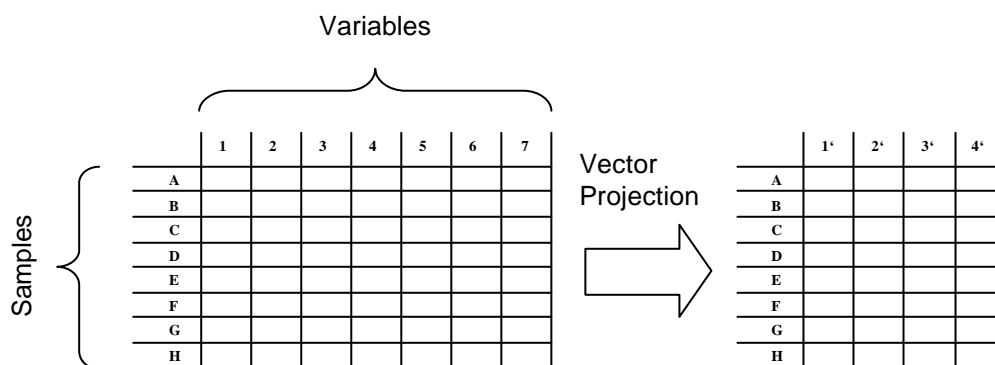 Variables
1 2 3 4 5 6 7
Samples
A
B
C
D
E
F
G
H
Vector
Projection
1‘ 2‘ 3‘ 4‘
A
B
C
D
E
F
G
H